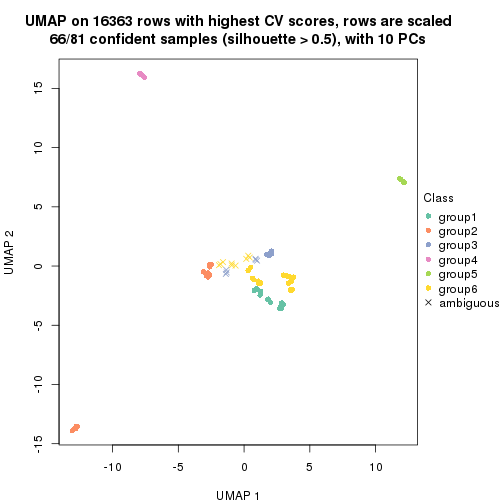 UMAP on 16363 rows with highest CV scores, rows are scaled
66/81 confident samples (silhouette > 0.5), with 10 PCs
15
10
5
0
-5
-10
-15
UMAP 2
-10
-5
0
5
10
UMAP 1
Class
group1
group2
group3
group4
group5
group6
ambiguous